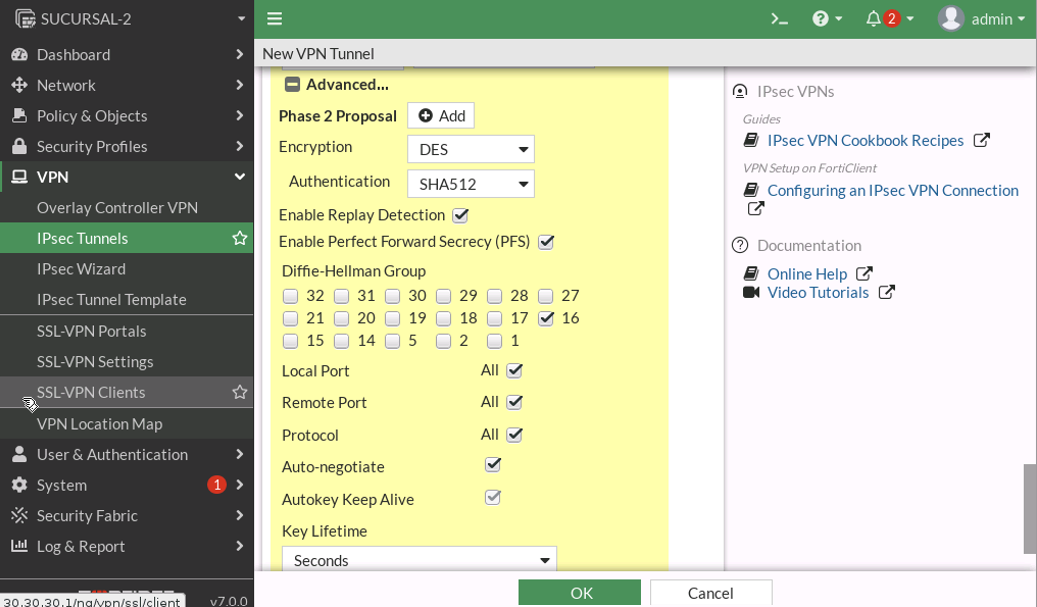 SUCURSAL-2
2
admin
New VPN Tunnel
Dashboard
Network
Policy & Objects
Security Profiles
VPN
Overlay Controller VPN
IPsec Tunnels
IPsec Wizard
IPsec Tunnel Template
SSL-VPN Portals
SSL-VPN Settings
SSL-VPN Clients
VPN Location Map
User & Authentication
System 1
Security Fabric
Log & Report
30.30.30.1/ng/vpn/ssl/client
v7.0.0
Advanced...
Phase 2 Proposal Add
Encryption DES
Authentication SHA512
Enable Replay Detection
Enable Perfect Forward Secrecy (PFS)
Diffie-Hellman Group
32 31 30 29 28 27
21 20 19 18 17 16
15 14 5 2 1
Local Port All
Remote Port All
Protocol All
Auto-negotiate
Autokey Keep Alive
Key Lifetime
Seconds
OK Cancel
IPsec VPNs
Guides
IPsec VPN Cookbook Recipes
VPN Setup on FortiClient
Configuring an IPsec VPN Connection
Documentation
Online Help
Video Tutorials